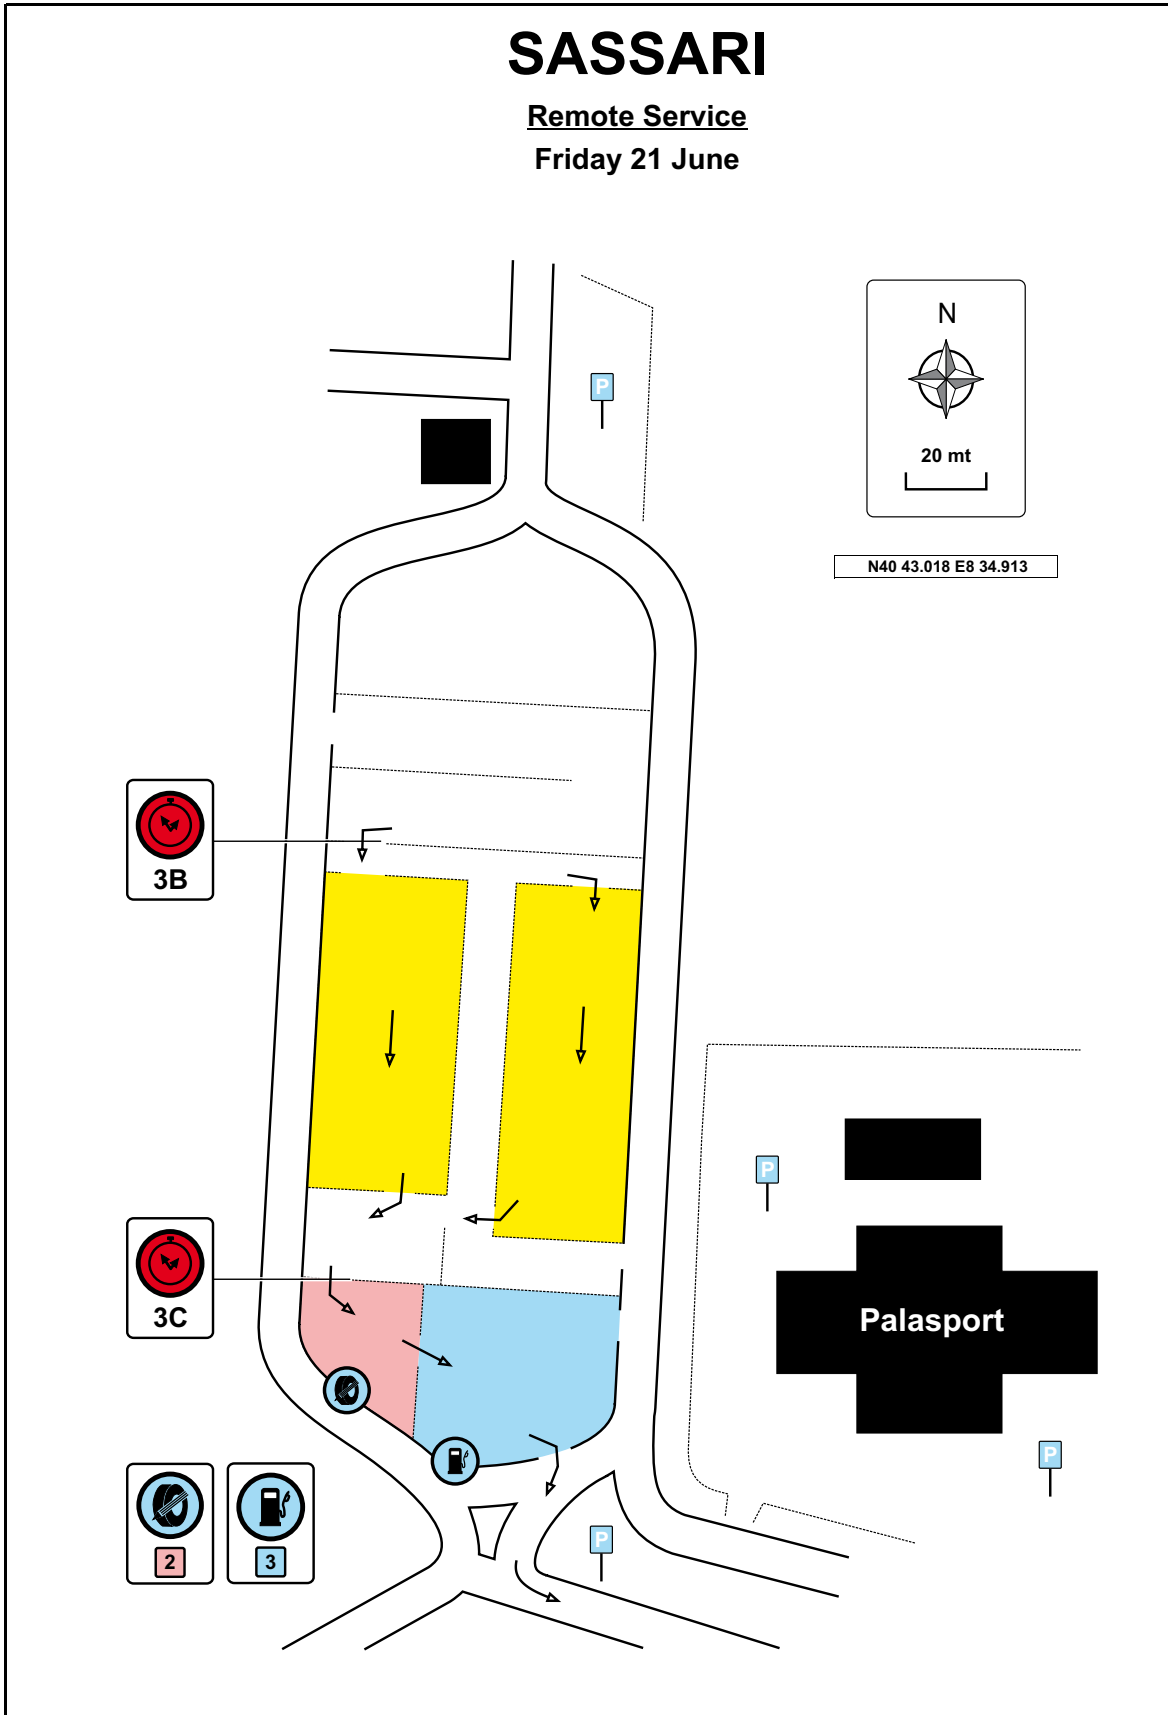 SASSARI
Remote Service
Friday 21 June
P
N
20 mt
N40 43.018 E8 34.913
3B
P
3C
Palasport
P
2
3
P